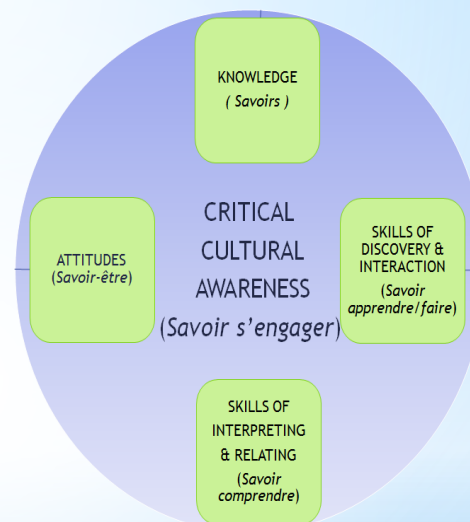 KNOWLEDGE
( Savoirs )
CRITICAL
CULTURAL
AWARENESS
(Savoir s'engager)
ATTITUDES
(Savoir-être)
SKILLS OF
DISCOVERY &
INTERACTION
(Savoir
apprendre/faire)
SKILLS OF
INTERPRETING
& RELATING
(Savoir
comprendre)